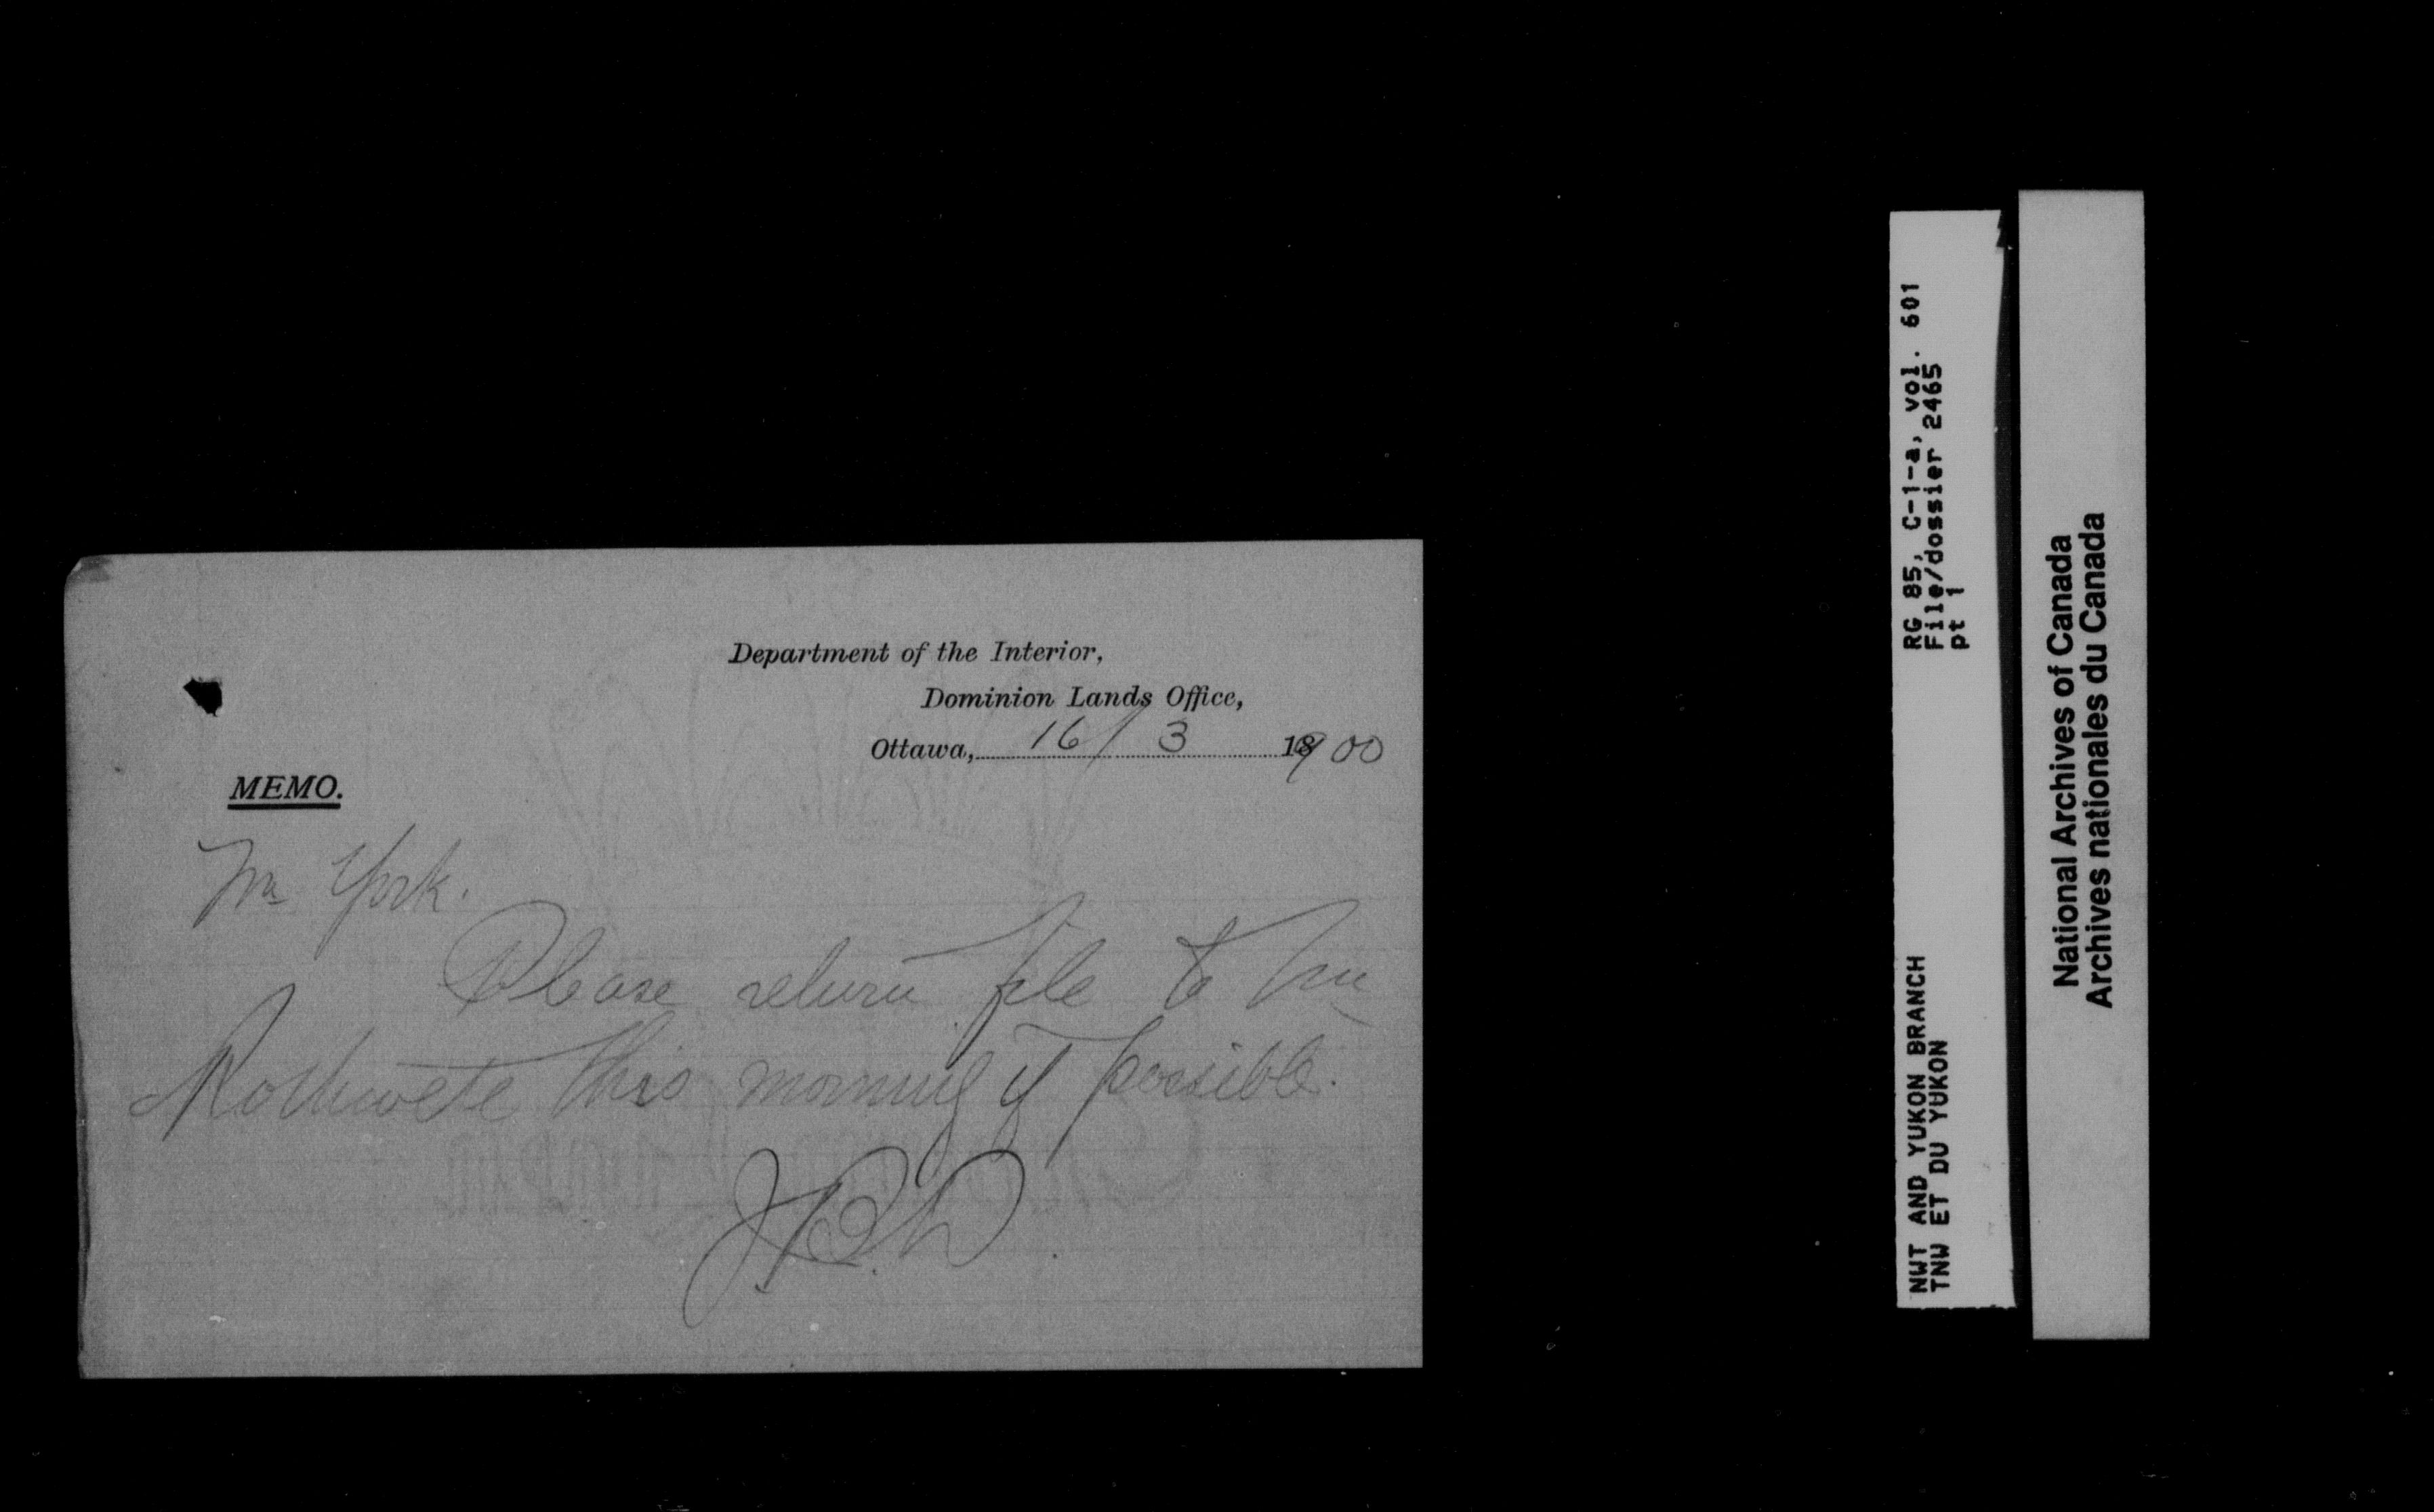 Department of the Interior,
Dominion Lands Office,
Ottawa, 16/3 1900
MEMO.
Mr York.
Please return file to Mr
Rothwell this morning if possible.
RG 85, C-1-a, vol. 601
File/dossier 2465
pt 1
NWT AND YUKON BRANCH
TNW ET DU YUKON
National Archives of Canada
Archives nationales du Canada